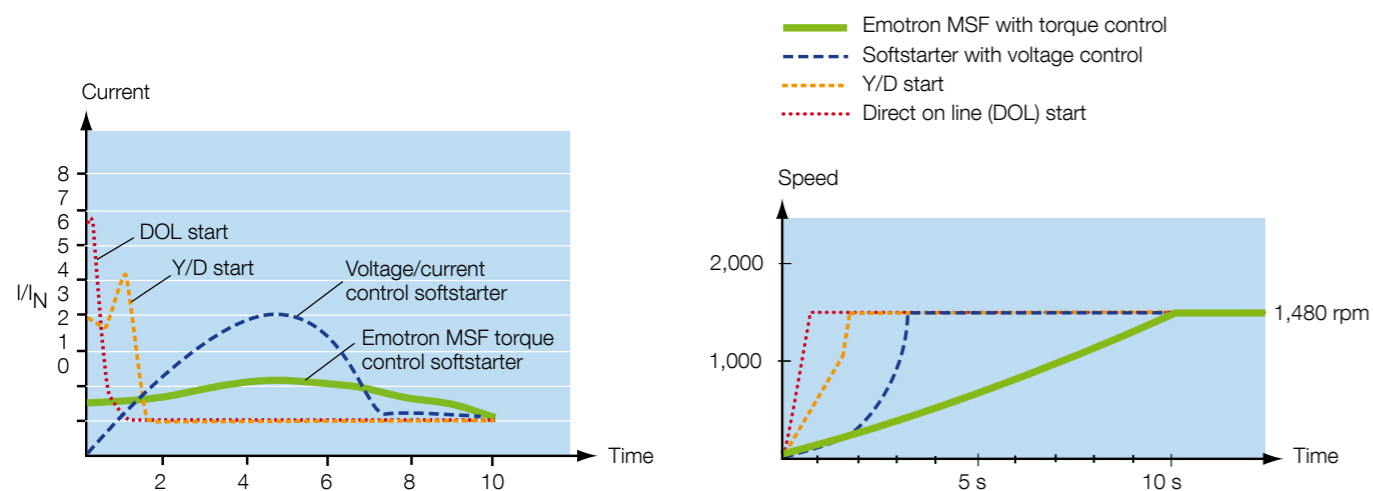 Current
8
7
6
5
4
I/IN 3
2
1
0
DOL start
Y/D start
Voltage/current
control softstarter
Emotron MSF torque
control softstarter
2 4 6 8 10
Time
Emotron MSF with torque control
Softstarter with voltage control
Y/D start
Direct on line (DOL) start
Speed
2,000
1,000
1,480 rpm
5 s 10 s
Time